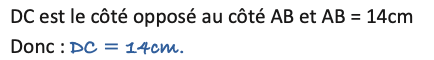 DC est le côté opposé au côté AB et AB = 14cm
Donc : DC = 14cm.